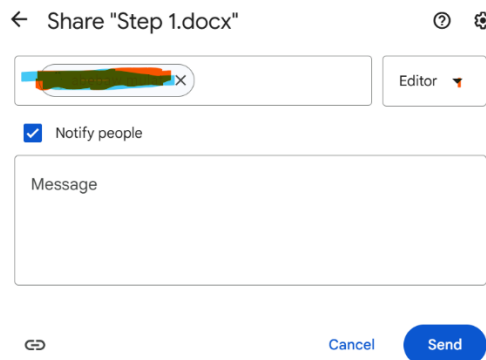 Share "Step 1.docx"
Editor
Notify people
Message
Cancel
Send